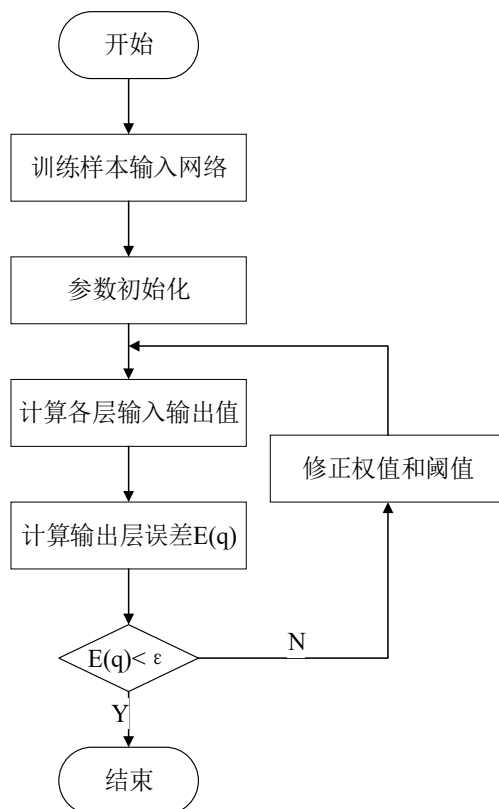 开始
训练样本输入网络
参数初始化
计算各层输入输出值
修正权值和阈值
计算输出层误差E(q)
E(q)< ε
N
Y
结束